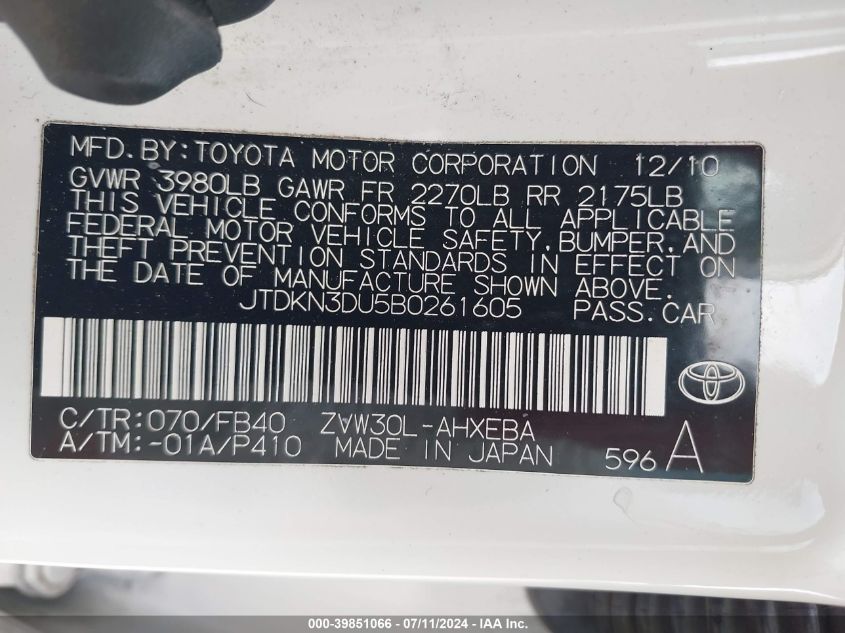 MFD.BY:TOYOTA MOTOR CORPORATION 12/10
GVWR 3980LB GAWR FR 2270LB RR 2175LB
THIS VEHICLE CONFORMS TO ALL APPLICABLE
FEDERAL MOTOR VEHICLE SAFETY,BUMPER,AND
THEFT PREVENTION STANDARDS IN EFFECT ON
THE DATE OF MANUFACTURE SHOWN ABOVE.
JTDKN3DU5B0261605 PASS.CAR
C/TR:070/FB40 ZVW30L-AHXEBA
A/TM:-01A/P410 MADE IN JAPAN 596 A
000-39851066 - 07/11/2024 - IAA Inc.